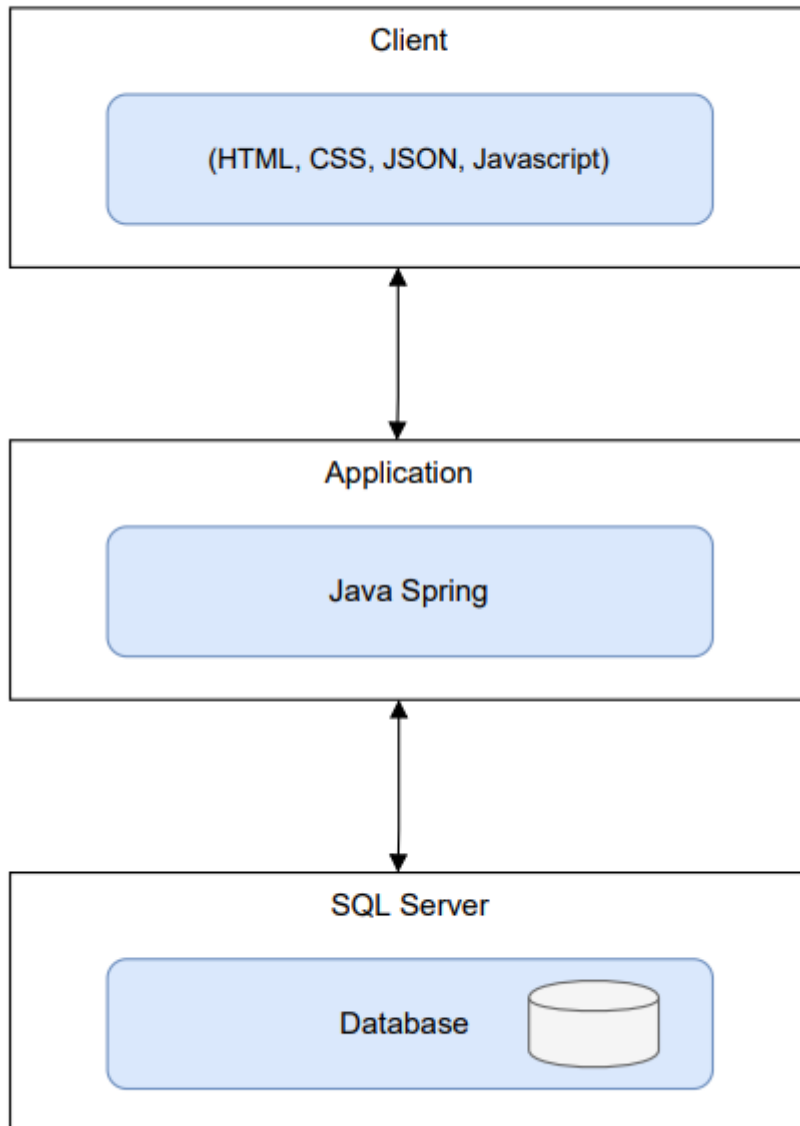 Client
(HTML, CSS, JSON, Javascript)
Application
Java Spring
SQL Server
Database